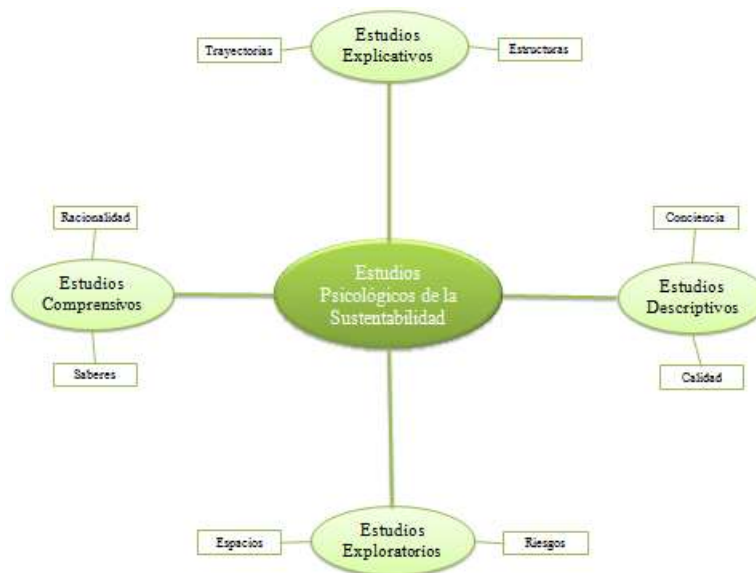 Estudios
Explicativos
Trayectorias
Estructuras
Racionalidad
Conciencia
Estudios
Comprensivos
Estudios
Psicológicos de la
Sustentabilidad
Estudios
Descriptivos
Saberes
Calidad
Espacios
Estudios
Exploratorios
Riesgos